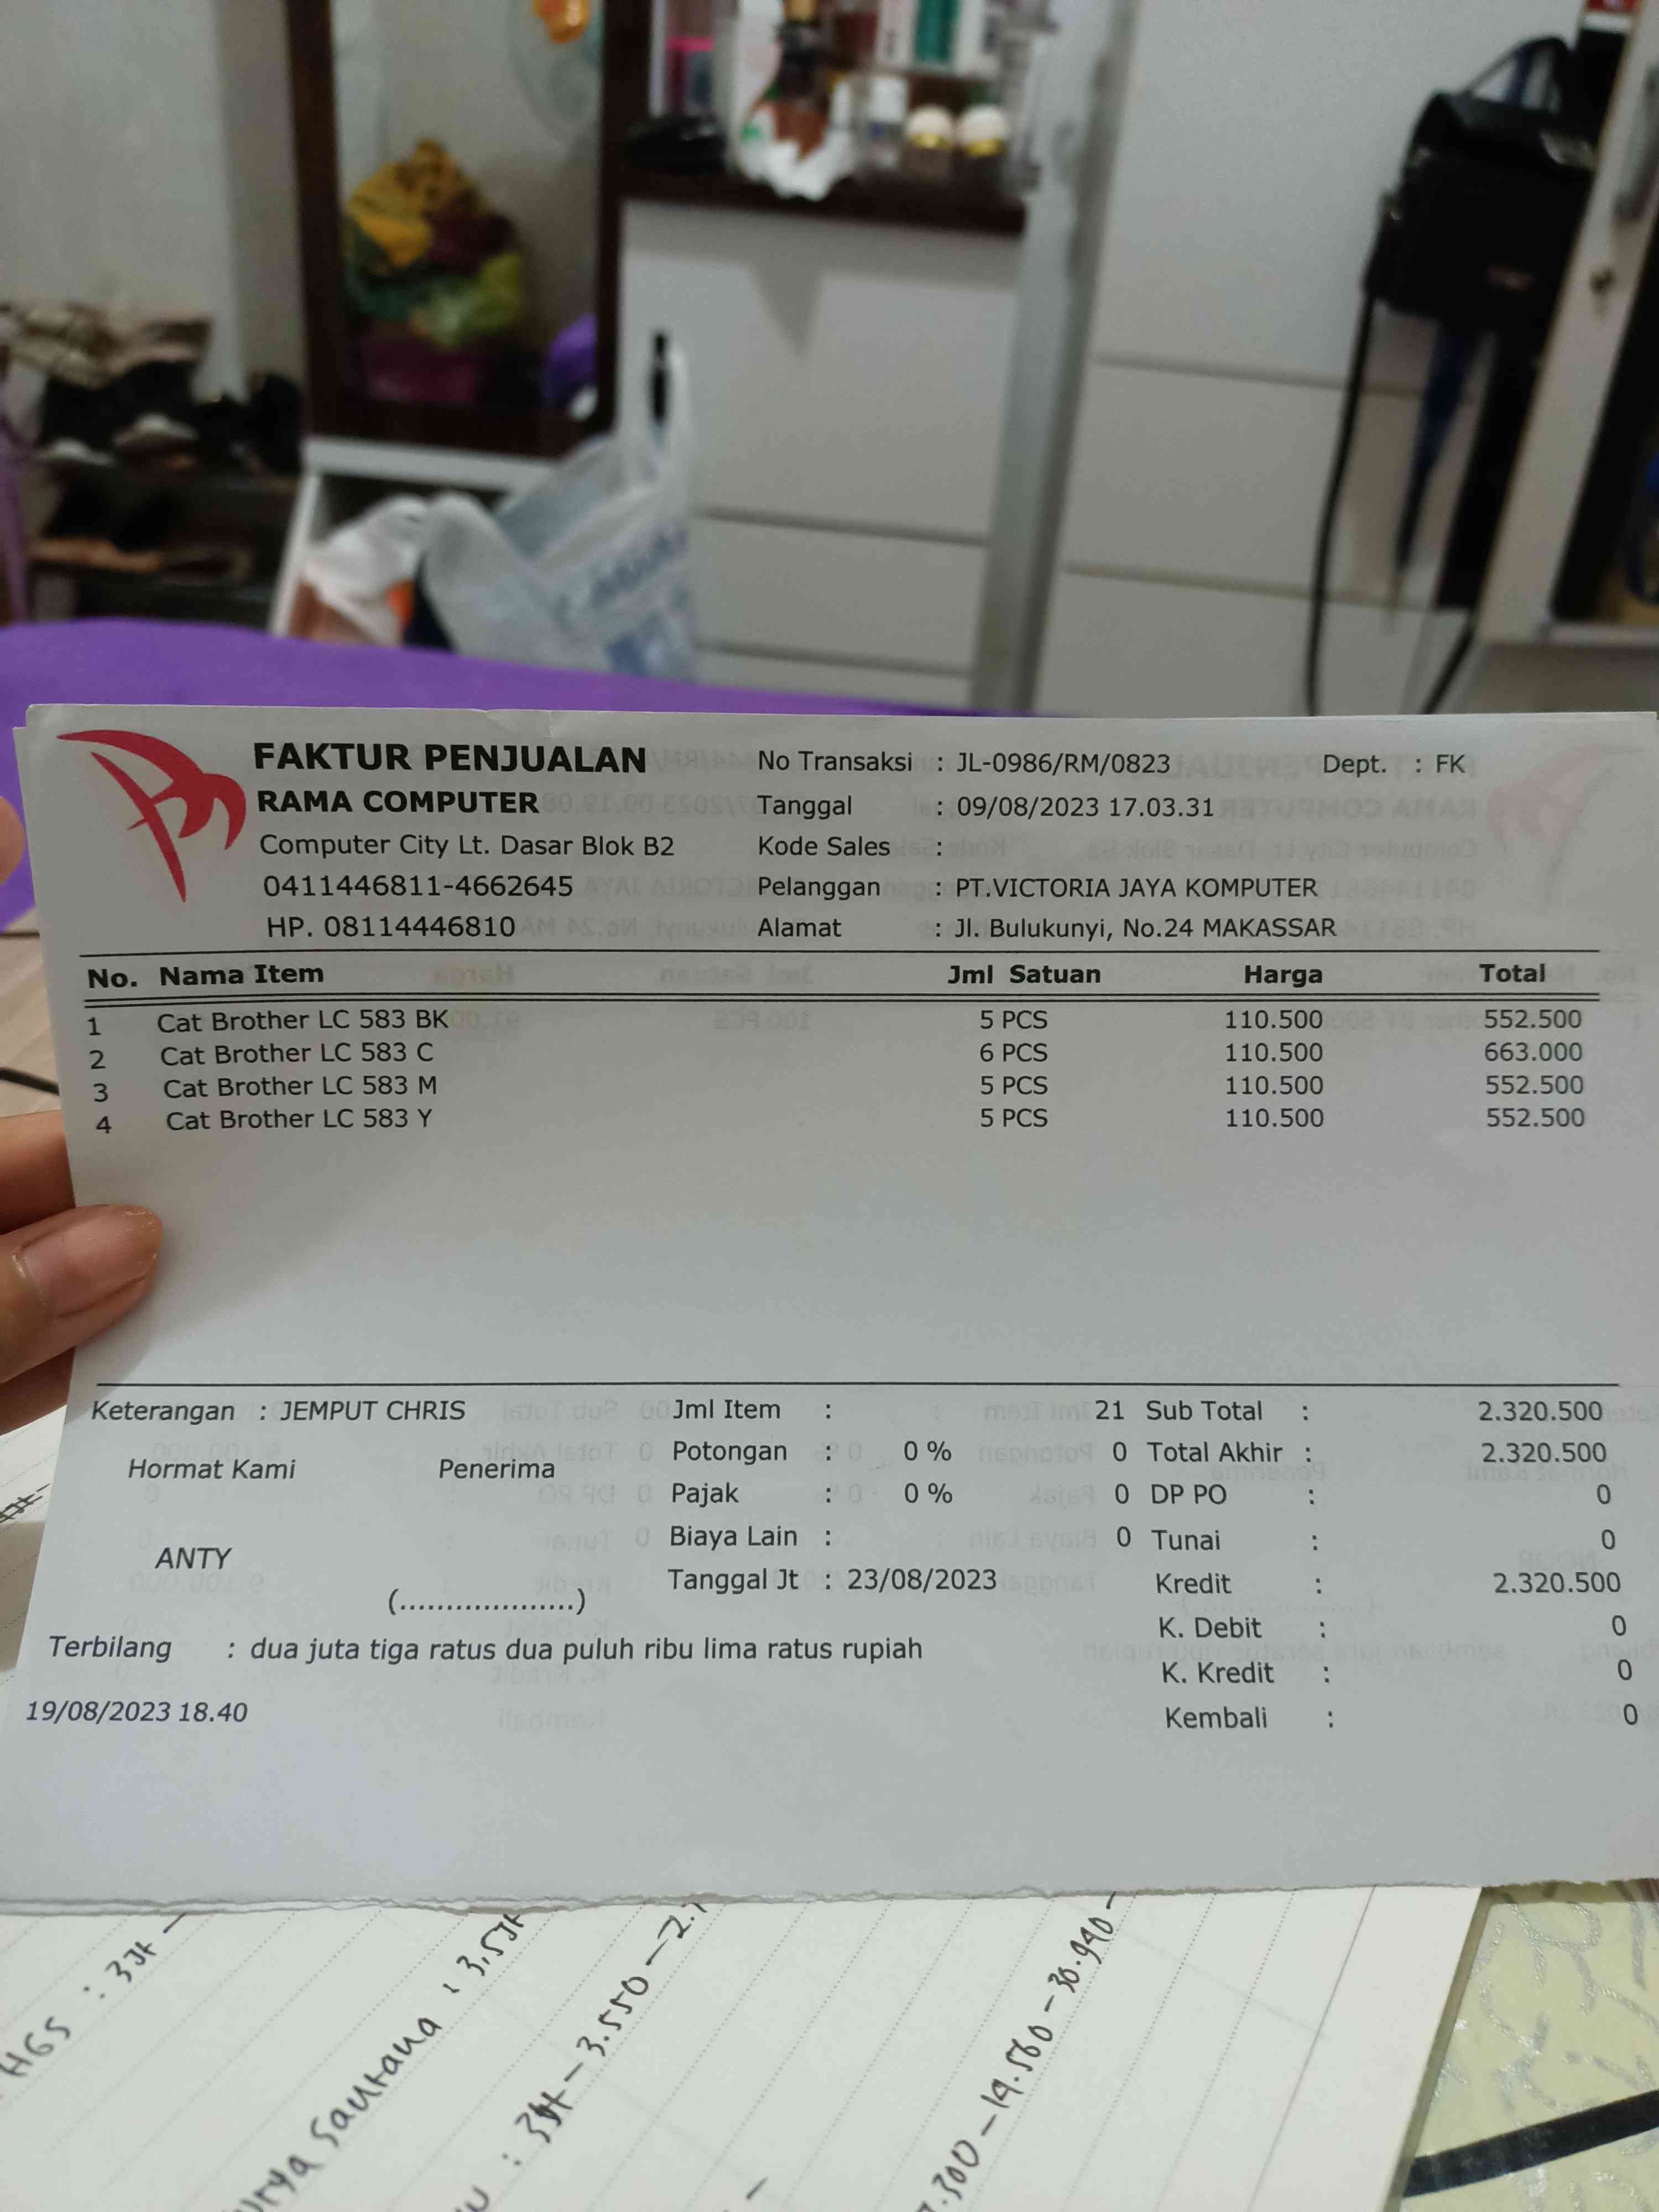 FAKTUR PENJUALAN
RAMA COMPUTER
Computer City Lt. Dasar Blok B2
0411446811-4662645
HP. 08114446810
No Transaksi : JL-0986/RM/0823 Dept. : FK
Tanggal : 09/08/2023 17.03.31
Kode Sales :
Pelanggan : PT.VICTORIA JAYA KOMPUTER
Alamat : Jl. Bulukunyi, No.24 MAKASSAR
No. Nama Item Jml Satuan Harga Total
1 Cat Brother LC 583 BK 5 PCS 110.500 552.500
2 Cat Brother LC 583 C 6 PCS 110.500 663.000
3 Cat Brother LC 583 M 5 PCS 110.500 552.500
4 Cat Brother LC 583 Y 5 PCS 110.500 552.500
Keterangan : JEMPUT CHRIS
Hormat Kami Penerima
ANTY
(...................)
Jml Item : 21
Potongan : 0 % 0
Pajak : 0 % 0
Biaya Lain : 0
Tanggal Jt : 23/08/2023
Sub Total : 2.320.500
Total Akhir : 2.320.500
DP PO : 0
Tunai : 0
Kredit : 2.320.500
K. Debit : 0
K. Kredit : 0
Kembali : 0
Terbilang : dua juta tiga ratus dua puluh ribu lima ratus rupiah
19/08/2023 18.40
HGS : 3Jt –
Sautana : 3,5Jt
– 3.550 – 2.
.300 – 14.560 – 30.940 –